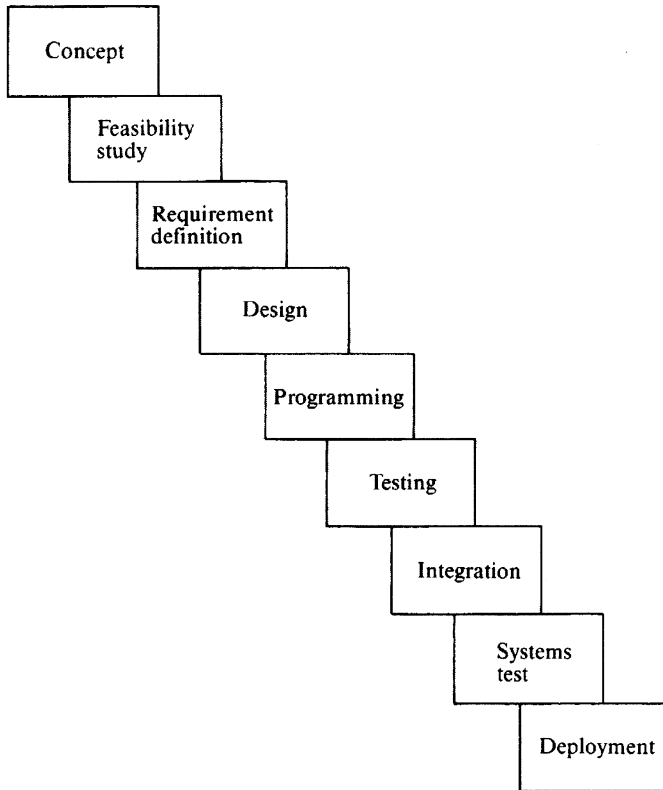 Concept
Feasibility
study
Requirement
definition
Design
Programming
Testing
Integration
Systems
test
Deployment